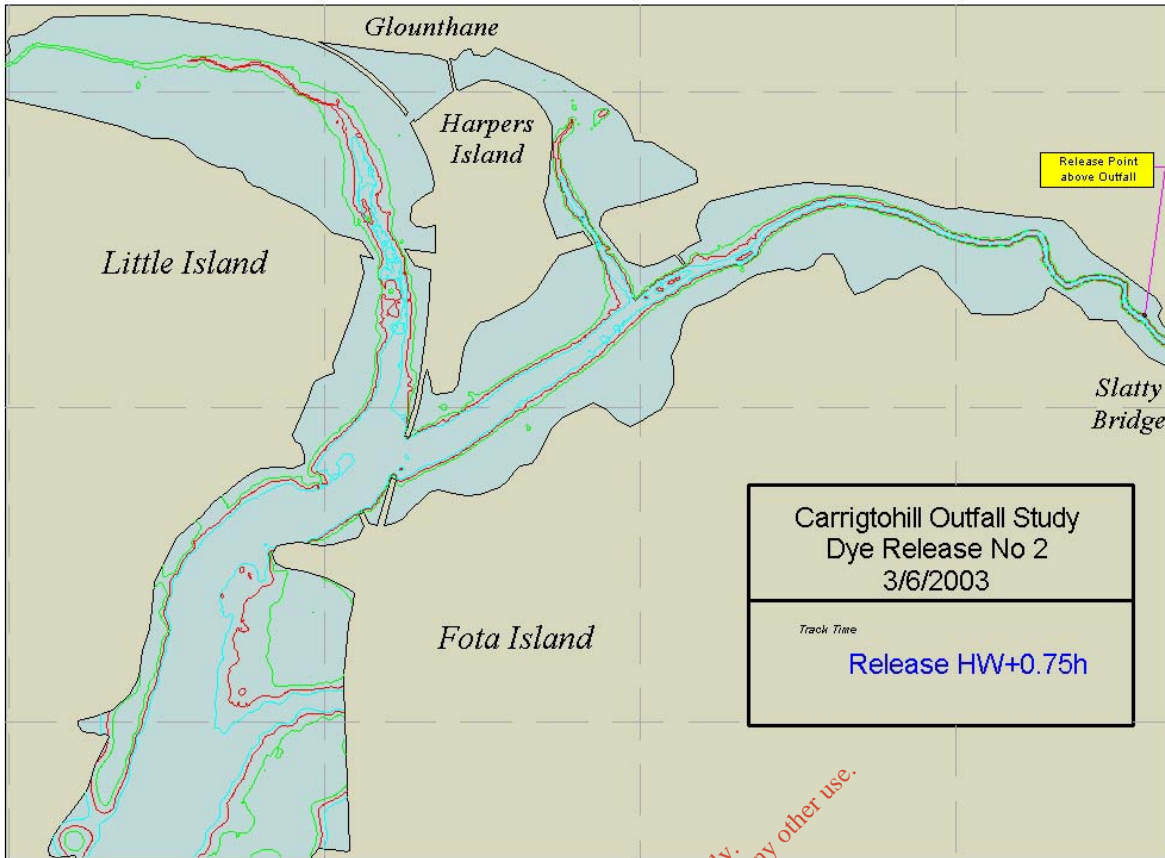 Glounthane
Harpers
Island
Release Point
above Outfall
Little Island
Slatty
Bridge
Carrigtohill Outfall Study
Dye Release No 2
3/6/2003
Track Time
Release HW+0.75h
Fota Island
any other use.